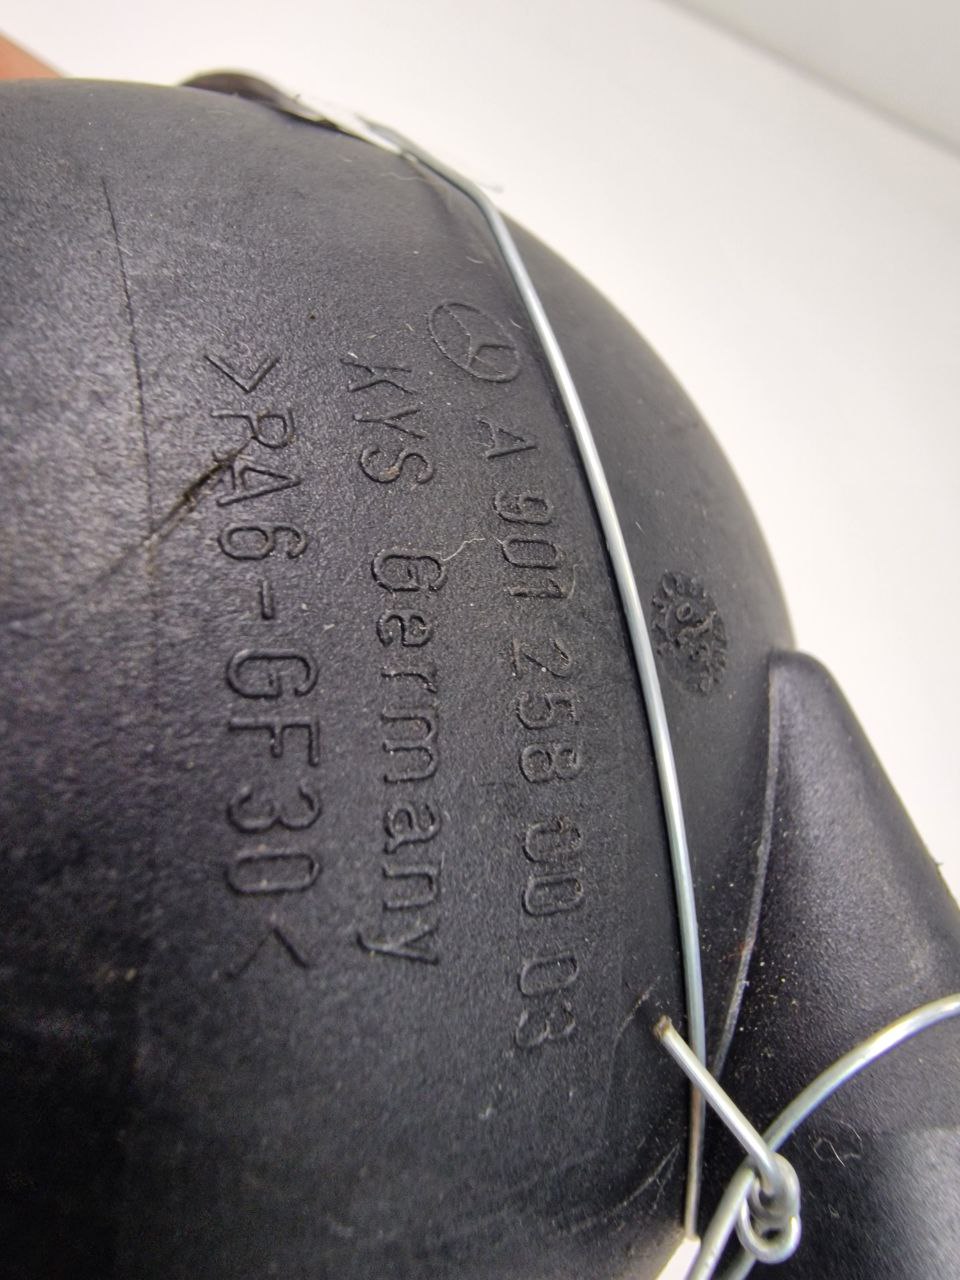 A 901 258 00 03
KYS Germany
>PA6-GF30<